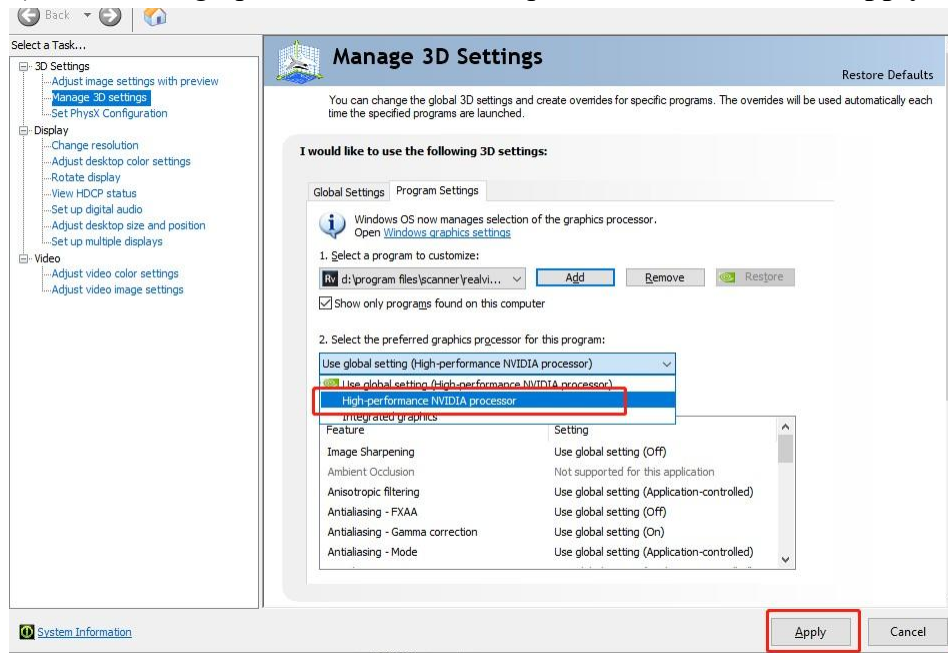 Back
Select a Task...
3D Settings
Adjust image settings with preview
Manage 3D settings
Set PhysX Configuration
Display
Change resolution
Adjust desktop color settings
Rotate display
View HDCP status
Set up digital audio
Adjust desktop size and position
Set up multiple displays
Video
Adjust video color settings
Adjust video image settings
System Information
Manage 3D Settings
Restore Defaults
You can change the global 3D settings and create overrides for specific programs. The overrides will be used automatically each
time the specified programs are launched.
I would like to use the following 3D settings:
Global Settings Program Settings
Windows OS now manages selection of the graphics processor.
Open Windows graphics settings
1. Select a program to customize:
Rv d:\program files\scanner\realvi... Add Remove Restore
Show only programs found on this computer
2. Select the preferred graphics processor for this program:
Use global setting (High-performance NVIDIA processor)
Use global setting (High-performance NVIDIA processor)
High-performance NVIDIA processor
Integrated graphics
Feature Setting
Image Sharpening Use global setting (Off)
Ambient Occlusion Not supported for this application
Anisotropic filtering Use global setting (Application-controlled)
Antialiasing - FXAA Use global setting (Off)
Antialiasing - Gamma correction Use global setting (On)
Antialiasing - Mode Use global setting (Application-controlled)
Apply Cancel